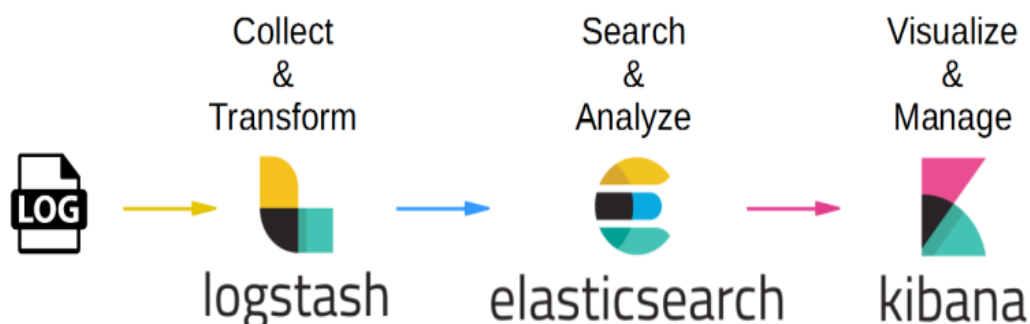 Collect
&
Transform
Search
&
Analyze
Visualize
&
Manage
LOG
logstash
elasticsearch
kibana